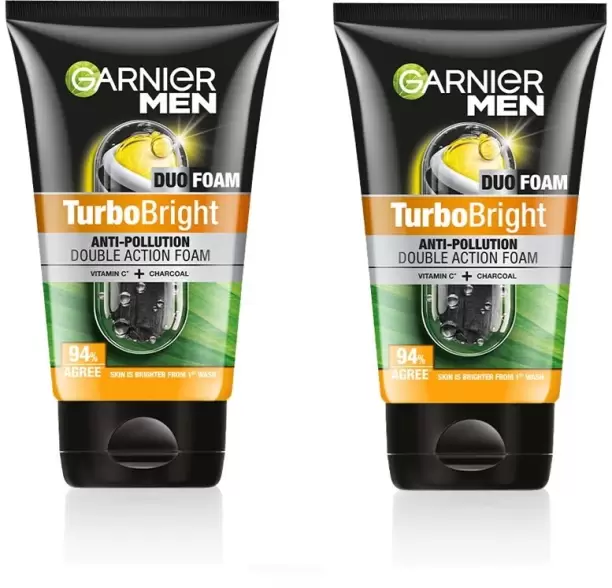 GARNIER
MEN
DUO FOAM
TurboBright
ANTI-POLLUTION
DOUBLE ACTION FOAM
VITAMIN C* + CHARCOAL
94%
AGREE
SKIN IS BRIGHTER FROM 1ST WASH
GARNIER
MEN
DUO FOAM
TurboBright
ANTI-POLLUTION
DOUBLE ACTION FOAM
VITAMIN C* + CHARCOAL
94%
AGREE
SKIN IS BRIGHTER FROM 1ST WASH